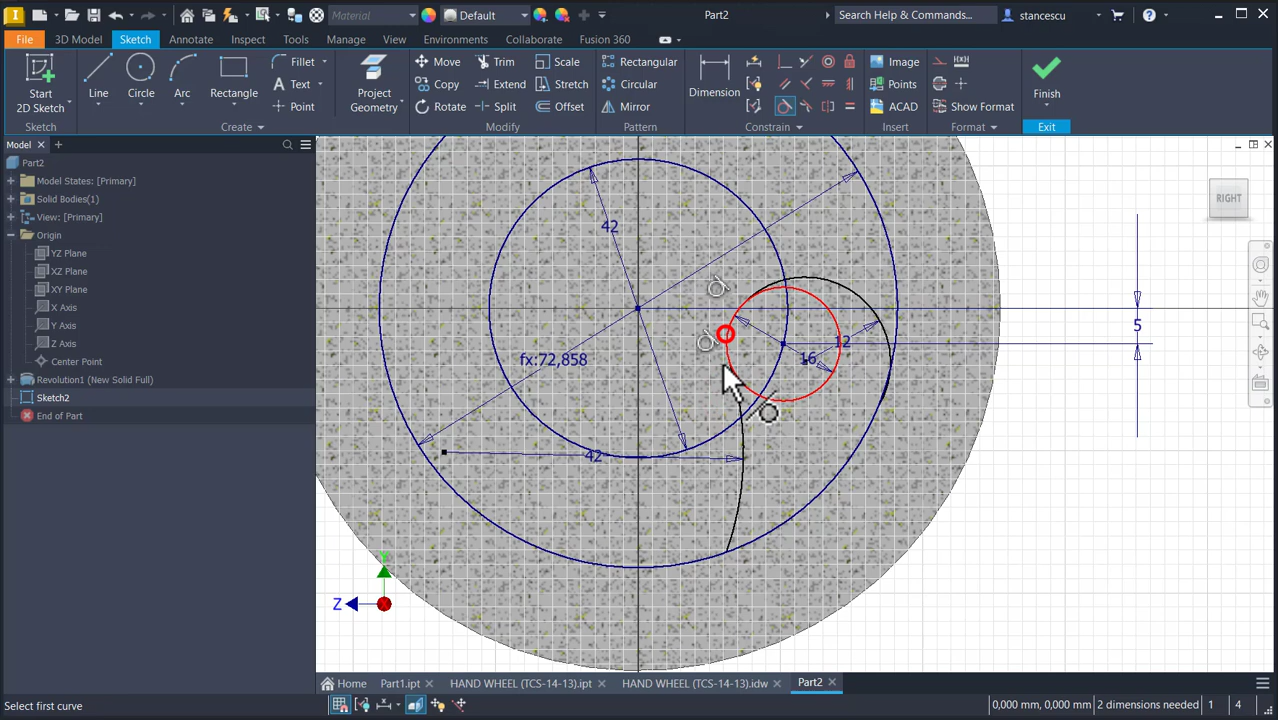 Material
Default
Part2
Search Help & Commands...
stancescu
File
3D Model
Sketch
Annotate
Inspect
Tools
Manage
View
Environments
Collaborate
Fusion 360
Start
2D Sketch
Line
Circle
Arc
Rectangle
Fillet
Text
Point
Project
Geometry
Move
Copy
Rotate
Trim
Extend
Split
Scale
Stretch
Offset
Rectangular
Circular
Mirror
Dimension
Image
Points
ACAD
Show Format
Finish
Sketch
Create
Modify
Pattern
Constrain
Insert
Format
Exit
Model
Part2
Model States: [Primary]
Solid Bodies(1)
View: [Primary]
Origin
YZ Plane
XZ Plane
XY Plane
X Axis
Y Axis
Z Axis
Center Point
Revolution1 (New Solid Full)
Sketch2
End of Part
RIGHT
42
5
12
16
fx:72,858
42
Y
Z
X
Home
Part1.ipt
HAND WHEEL (TCS-14-13).ipt
HAND WHEEL (TCS-14-13).idw
Part2
Select first curve
0,000 mm, 0,000 mm
2 dimensions needed
1
4